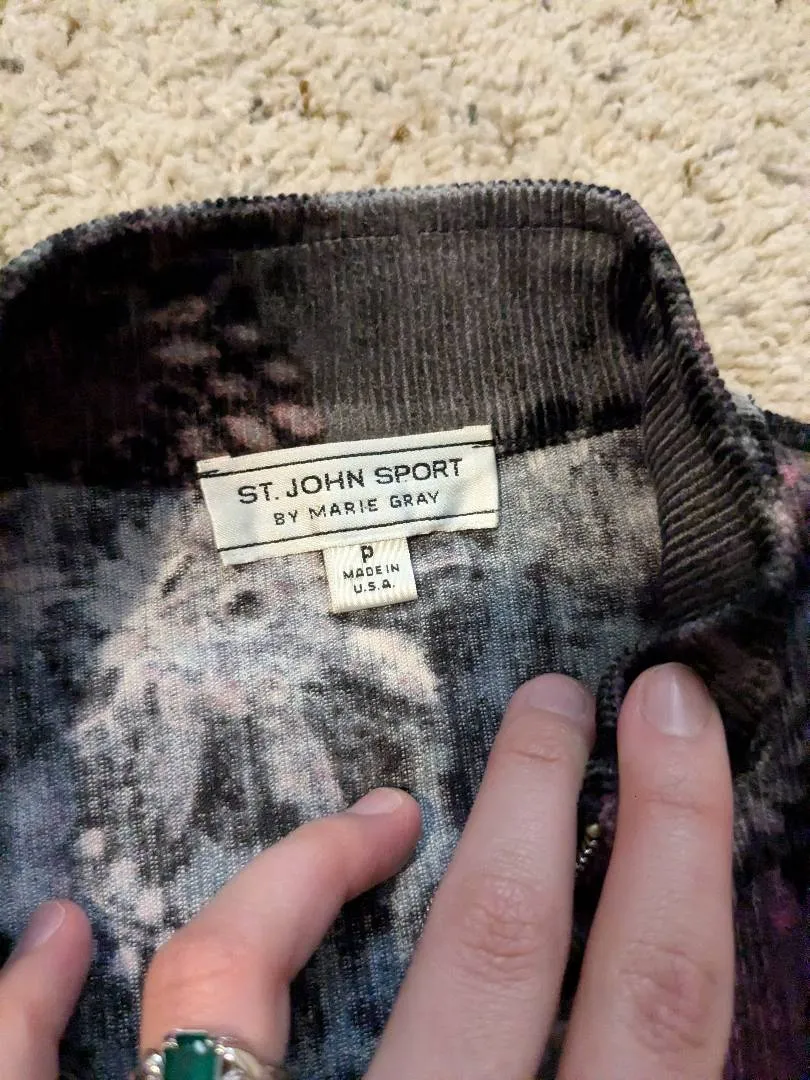 ST. JOHN SPORT
BY MARIE GRAY
P
MADE IN
U.S.A.